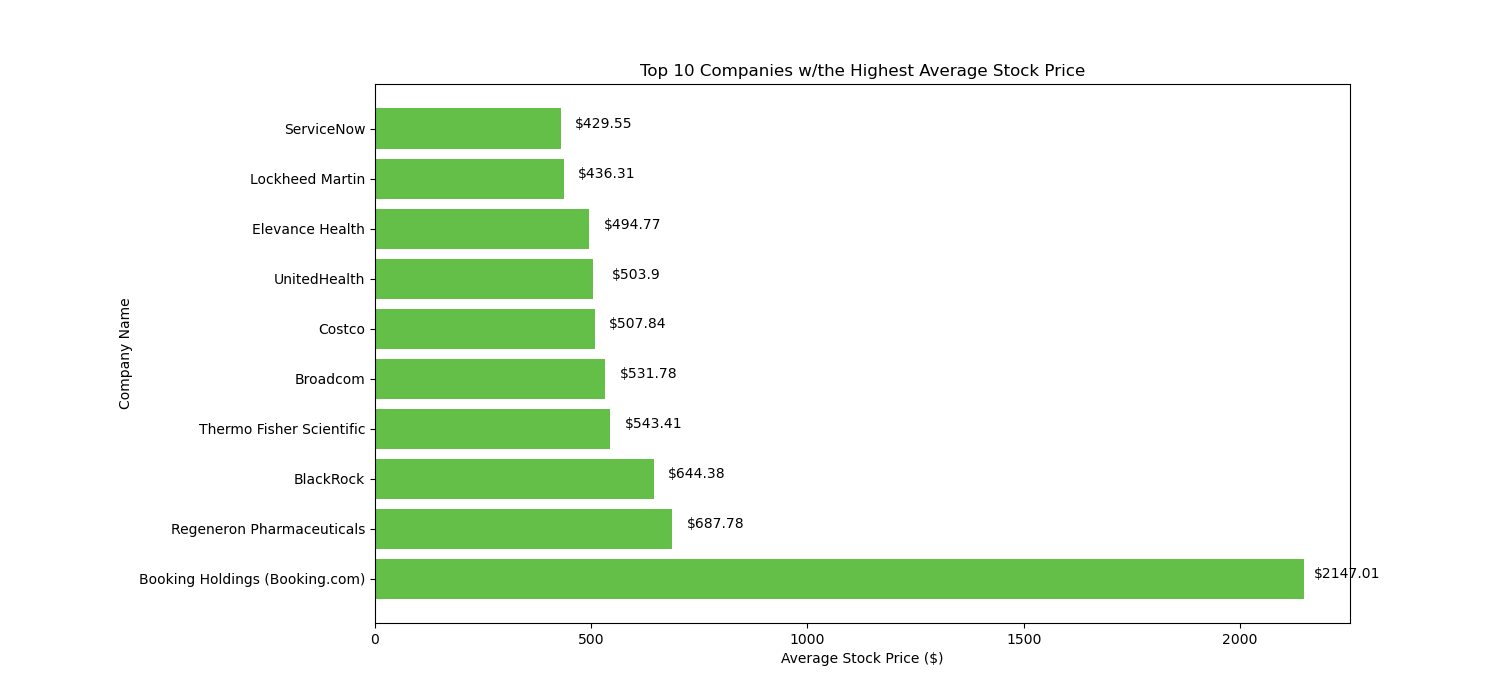 Top 10 Companies w/the Highest Average Stock Price
ServiceNow $429.55
Lockheed Martin $436.31
Elevance Health $494.77
UnitedHealth $503.9
Costco $507.84
Broadcom $531.78
Thermo Fisher Scientific $543.41
BlackRock $644.38
Regeneron Pharmaceuticals $687.78
Booking Holdings (Booking.com) $2147.01
Company Name
0 500 1000 1500 2000
Average Stock Price ($)